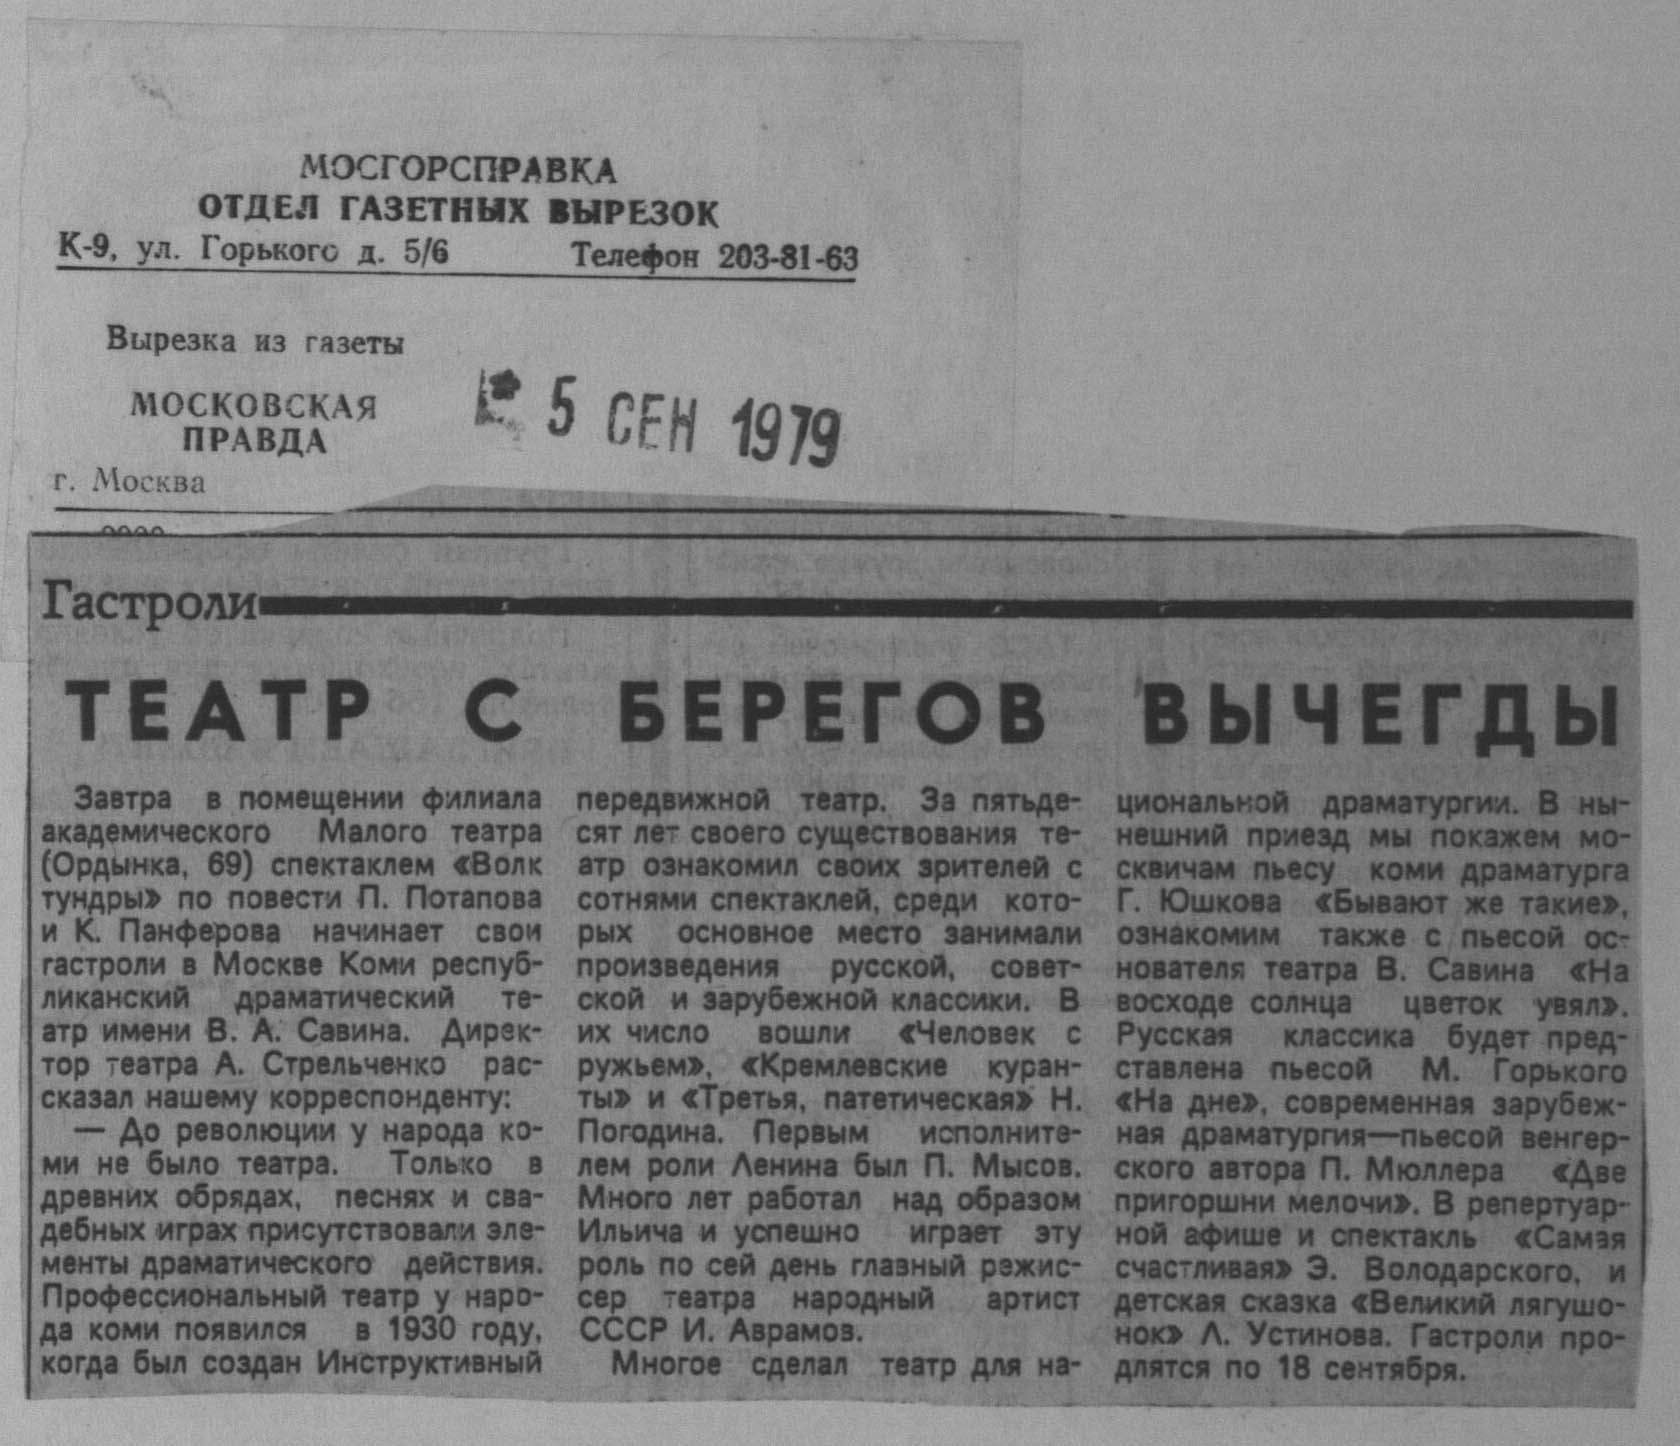 МОСГОРСПРАВКА
ОТДЕЛ ГАЗЕТНЫХ ВЫРЕЗОК
К-9, ул. Горького д. 5/6 Телефон 203-81-63
Вырезка из газеты
МОСКОВСКАЯ
ПРАВДА
5 СЕН 1979
г. Москва
Гастроли
ТЕАТР С БЕРЕГОВ ВЫЧЕГДЫ
Завтра в помещении филиала
академического Малого театра
(Ордынка, 69) спектаклем «Волк
тундры» по повести П. Потапова
и К. Панферова начинает свои
гастроли в Москве Коми респуб-
ликанский драматический те-
атр имени В. А. Савина. Дирек-
тор театра А. Стрельченко рас-
сказал нашему корреспонденту:
— До революции у народа ко-
ми не было театра. Только в
древних обрядах, песнях и сва-
дебных играх присутствовали эле-
менты драматического действия.
Профессиональный театр у наро-
да коми появился в 1930 году,
когда был создан Инструктивный
передвижной театр. За пятьде-
сят лет своего существования те-
атр ознакомил своих зрителей с
сотнями спектаклей, среди кото-
рых основное место занимали
произведения русской, совет-
ской и зарубежной классики. В
их число вошли «Человек с
ружьем», «Кремлевские куран-
ты» и «Третья, патетическая» Н.
Погодина. Первым исполните-
лем роли Ленина был П. Мысов.
Много лет работал над образом
Ильича и успешно играет эту
роль по сей день главный режис-
сер театра народный артист
СССР И. Аврамов.
Многое сделал театр для на-
циональной драматургии. В ны-
нешний приезд мы покажем мо-
сквичам пьесу коми драматурга
Г. Юшкова «Бывают же такие»,
ознакомим также с пьесой ос-
нователя театра В. Савина «На
восходе солнца цветок увял».
Русская классика будет пред-
ставлена пьесой М. Горького
«На дне», современная зарубеж-
ная драматургия—пьесой венгер-
ского автора П. Мюллера «Две
пригоршни мелочи». В репертуар-
ной афише и спектакль «Самая
счастливая» Э. Володарского, и
детская сказка «Великий лягушо-
нок» Л. Устинова. Гастроли про-
длятся по 18 сентября.